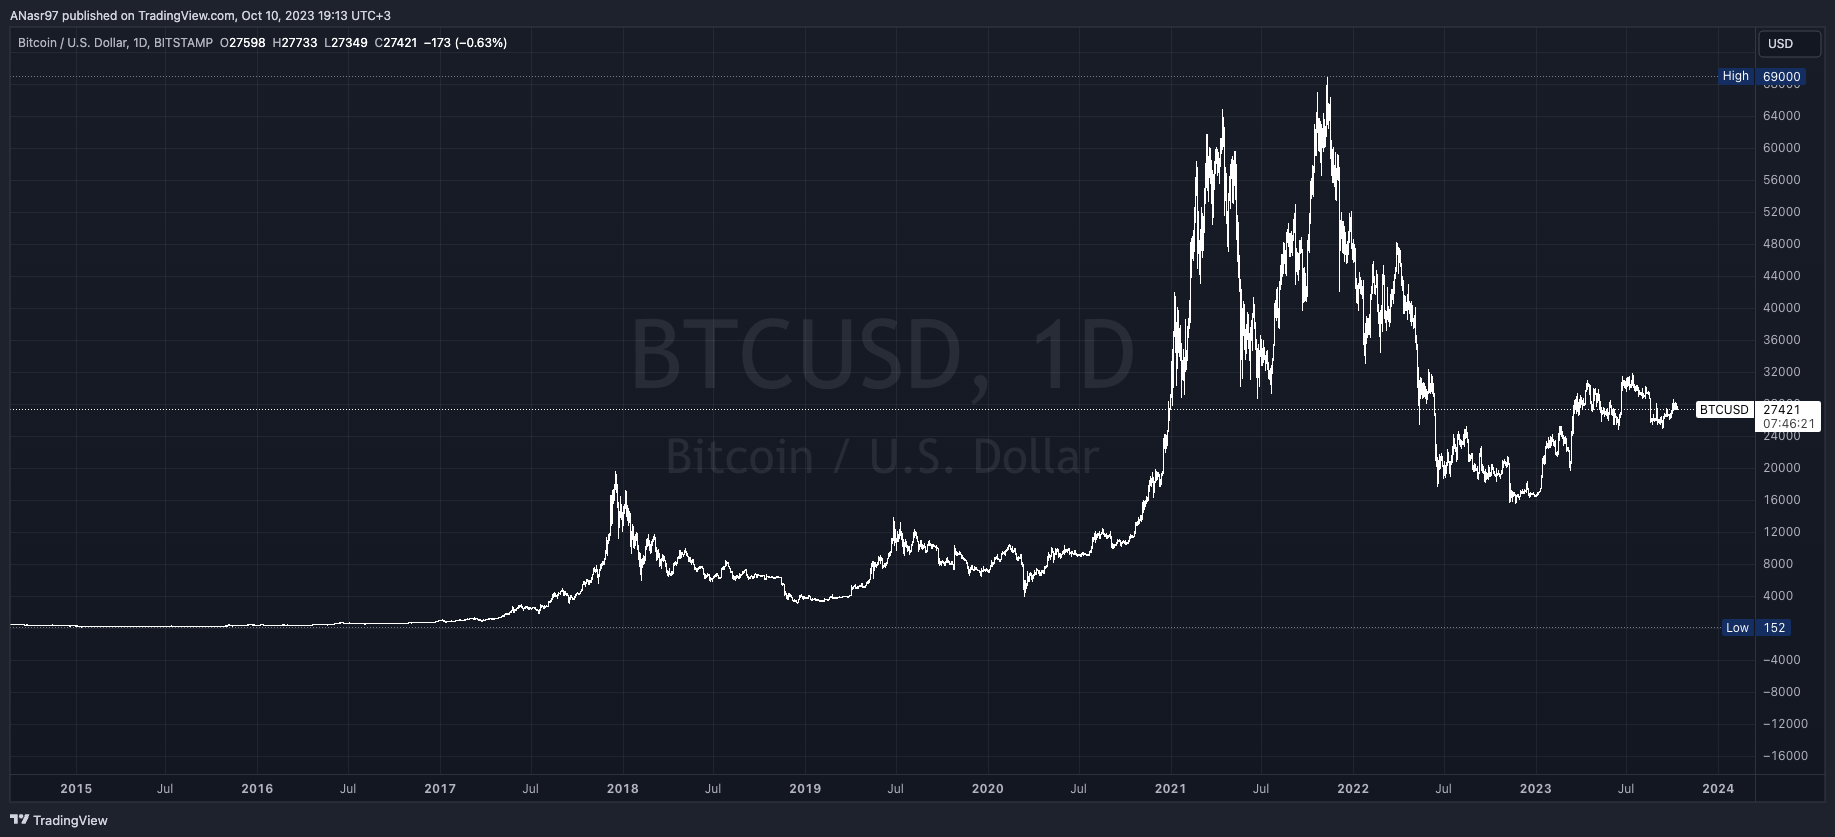 ANasr97 published on TradingView.com, Oct 10, 2023 19:13 UTC+3
Bitcoin / U.S. Dollar, 1D, BITSTAMP O27598 H27733 L27349 C27421 −173 (−0.63%)
USD
High 69000
68000
64000
60000
56000
52000
48000
44000
40000
36000
32000
28000
BTCUSD 27421
07:46:21
24000
20000
16000
12000
8000
4000
Low 152
−4000
−8000
−12000
−16000
BTCUSD, 1D
Bitcoin / U.S. Dollar
2015 Jul 2016 Jul 2017 Jul 2018 Jul 2019 Jul 2020 Jul 2021 Jul 2022 Jul 2023 Jul 2024
TradingView